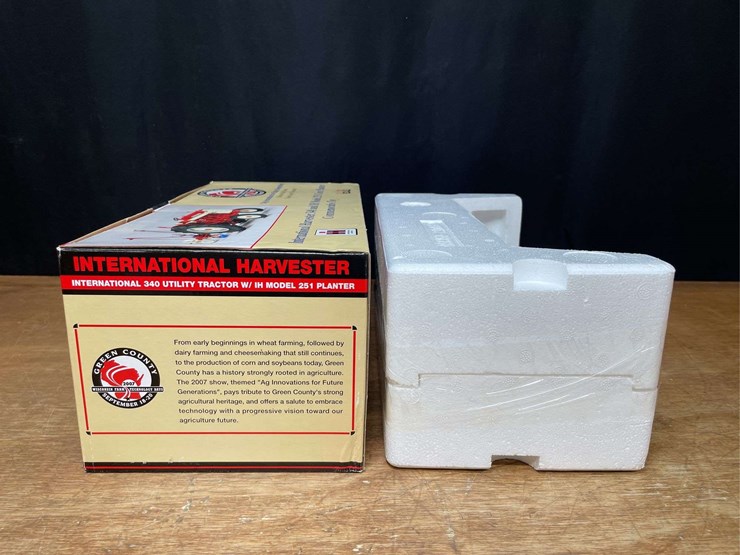 INTERNATIONAL HARVESTER
INTERNATIONAL 340 UTILITY TRACTOR W/ IH MODEL 251 PLANTER
GREEN COUNTY
2007
WISCONSIN FARM TECHNOLOGY DAYS
SEPTEMBER 18-20
From early beginnings in wheat farming, followed by
dairy farming and cheesemaking that still continues,
to the production of corn and soybeans today, Green
County has a history strongly rooted in agriculture.
The 2007 show, themed "Ag Innovations for Future
Generations", pays tribute to Green County's strong
agricultural heritage, and offers a salute to embrace
technology with a progressive vision toward our
agriculture future.